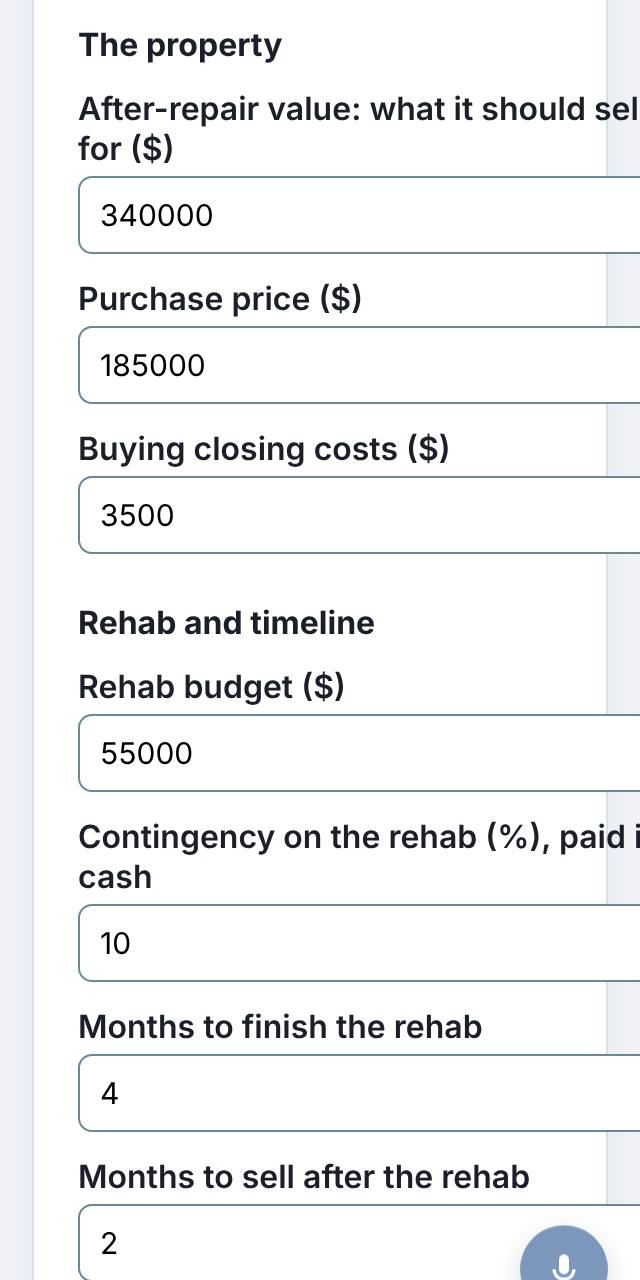 The property
After-repair value: what it should sel
for ($)
340000
Purchase price ($)
185000
Buying closing costs ($)
3500
Rehab and timeline
Rehab budget ($)
55000
Contingency on the rehab (%), paid i
cash
10
Months to finish the rehab
4
Months to sell after the rehab
2